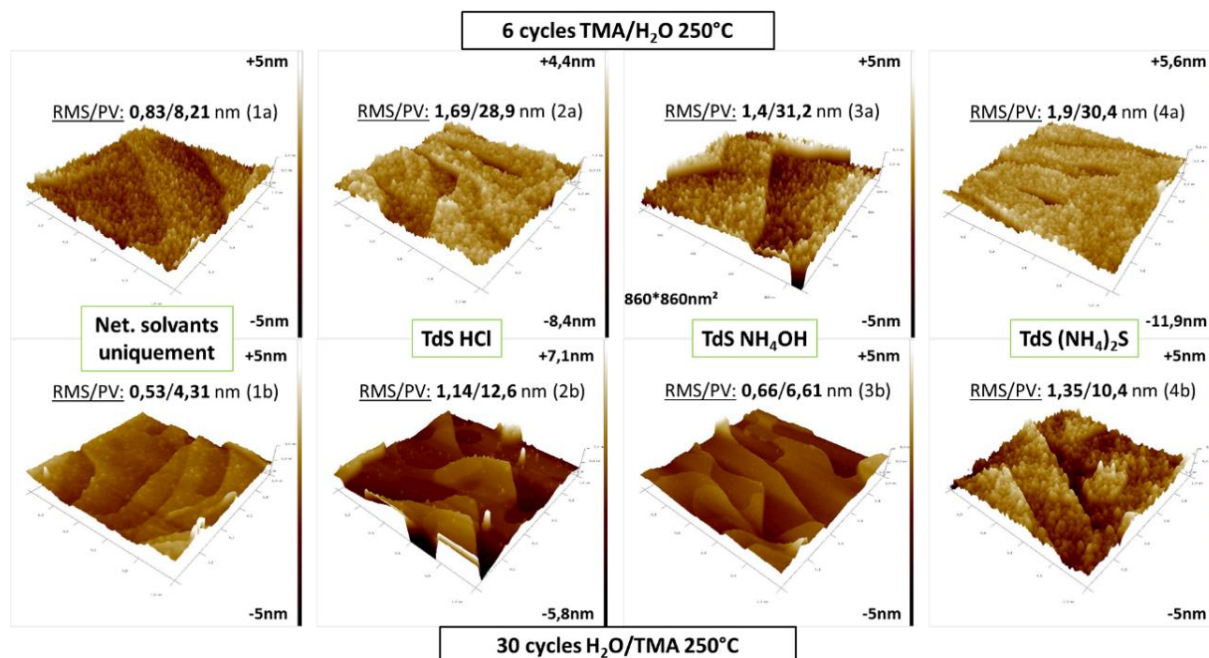 6 cycles TMA/H₂O 250°C
+5nm
RMS/PV: 0,83/8,21 nm (1a)
+4,4nm
RMS/PV: 1,69/28,9 nm (2a)
+5nm
RMS/PV: 1,4/31,2 nm (3a)
+5,6nm
RMS/PV: 1,9/30,4 nm (4a)
860*860nm²
-5nm
-8,4nm
-5nm
-11,9nm
Net. solvants
uniquement
TdS HCl
TdS NH₄OH
TdS (NH₄)₂S
+5nm
RMS/PV: 0,53/4,31 nm (1b)
+7,1nm
RMS/PV: 1,14/12,6 nm (2b)
+5nm
RMS/PV: 0,66/6,61 nm (3b)
+5nm
RMS/PV: 1,35/10,4 nm (4b)
-5nm
-5,8nm
-5nm
-5nm
30 cycles H₂O/TMA 250°C